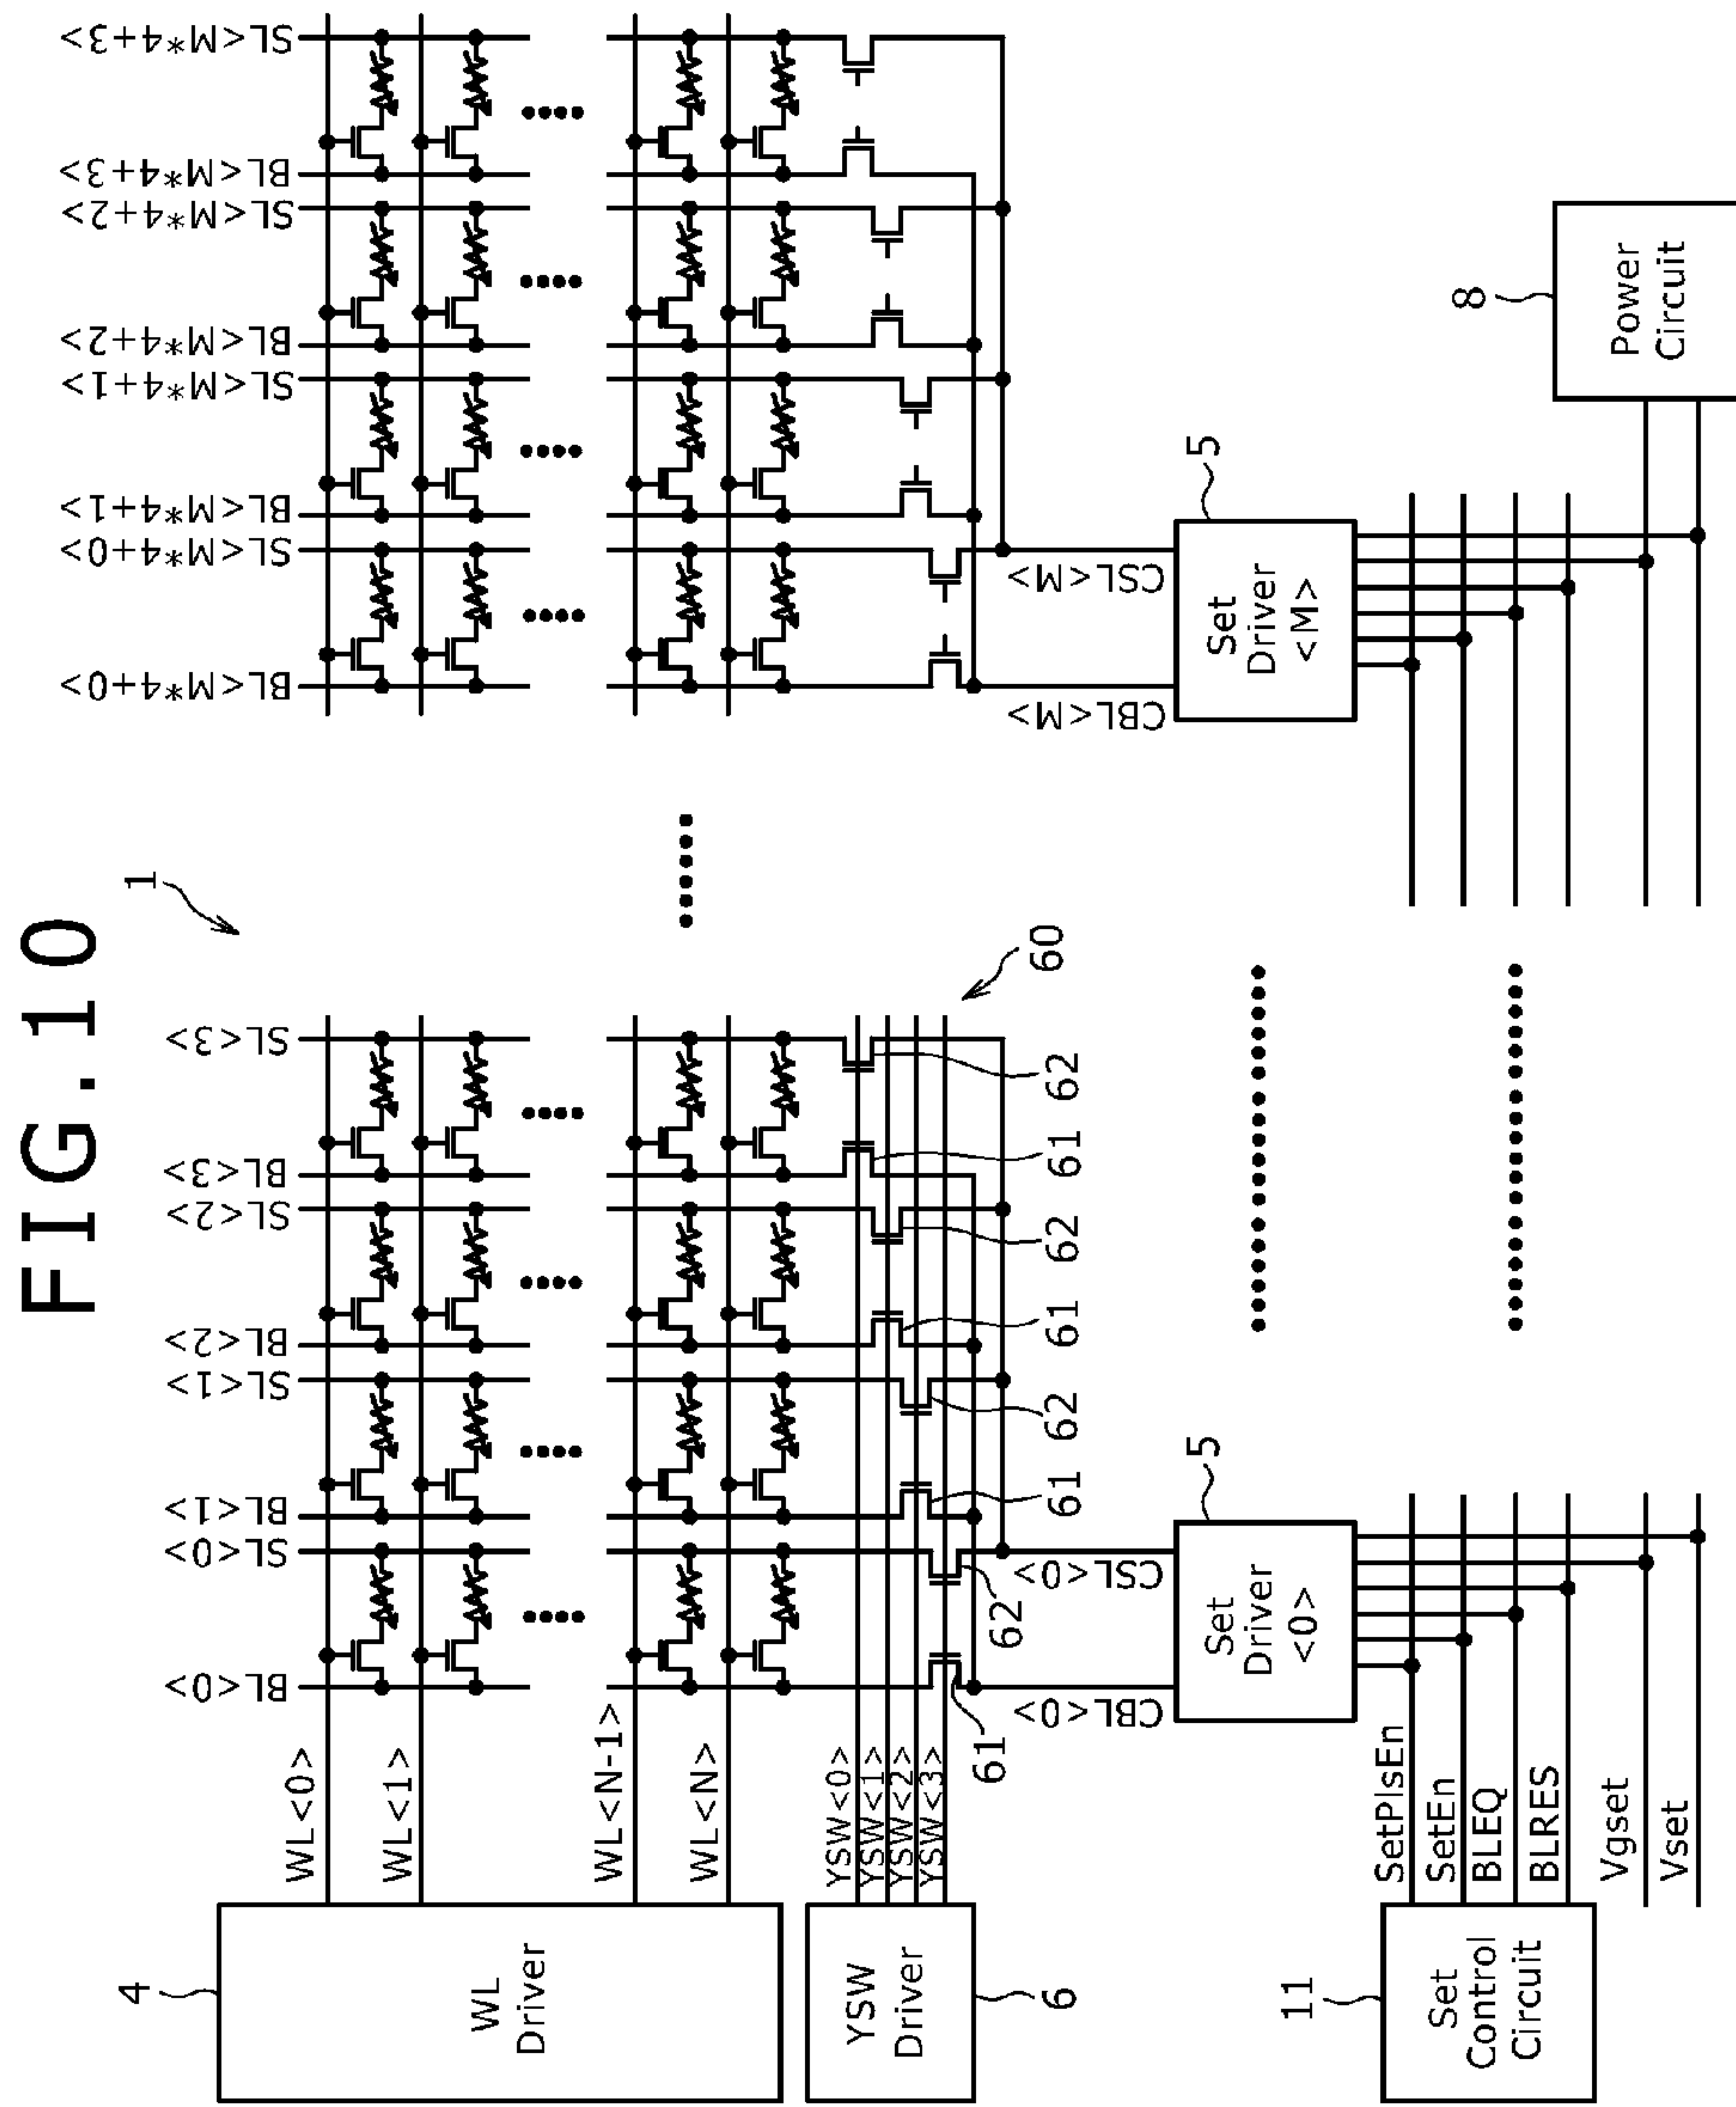 FIG.10
1
BL<0>
SL<0>
BL<1>
SL<1>
BL<2>
SL<2>
BL<3>
SL<3>
BL<M*4+0>
SL<M*4+0>
BL<M*4+1>
SL<M*4+1>
BL<M*4+2>
SL<M*4+2>
BL<M*4+3>
SL<M*4+3>
4
WL
Driver
WL<0>
WL<1>
WL<N-1>
WL<N>
YSW
Driver
6
YSW<0>
YSW<1>
YSW<2>
YSW<3>
60
61
62
61
62
61
62
61
62
CBL<0>
CSL<0>
CBL<M>
CSL<M>
5
Set
Driver
<0>
5
Set
Driver
<M>
11
Set
Control
Circuit
SetPlsEn
SetEn
BLEQ
BLRES
Vgset
Vset
8
Power
Circuit